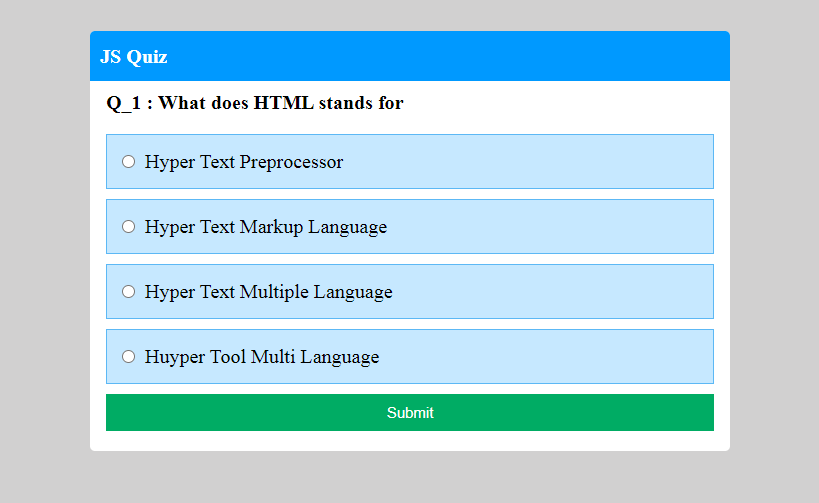 JS Quiz
Q_1 : What does HTML stands for
Hyper Text Preprocessor
Hyper Text Markup Language
Hyper Text Multiple Language
Huyper Tool Multi Language
Submit